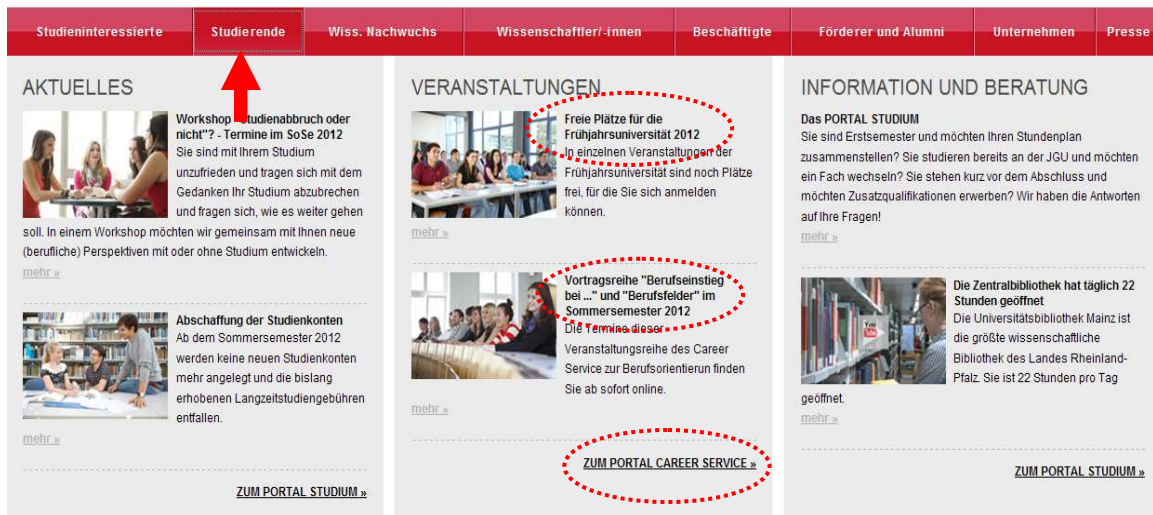 Studieninteressierte Studierende Wiss. Nachwuchs Wissenschaftler/-innen Beschäftigte Förderer und Alumni Unternehmen Presse
AKTUELLES
Workshop "Studienabbruch oder
nicht"? - Termine im SoSe 2012
Sie sind mit Ihrem Studium
unzufrieden und tragen sich mit dem
Gedanken Ihr Studium abzubrechen
und fragen sich, wie es weiter gehen
soll. In einem Workshop möchten wir gemeinsam mit Ihnen neue
(berufliche) Perspektiven mit oder ohne Studium entwickeln.
mehr »
Abschaffung der Studienkonten
Ab dem Sommersemester 2012
werden keine neuen Studienkonten
mehr angelegt und die bislang
erhobenen Langzeitstudiengebühren
entfallen.
mehr »
ZUM PORTAL STUDIUM »
VERANSTALTUNGEN
Freie Plätze für die
Frühjahrsuniversität 2012
In einzelnen Veranstaltungen der
Frühjahrsuniversität sind noch Plätze
frei, für die Sie sich anmelden
können.
mehr »
Vortragsreihe "Berufseinstieg
bei ..." und "Berufsfelder" im
Sommersemester 2012
Die Termine dieser
Veranstaltungsreihe des Career
Service zur Berufsorientierun finden
Sie ab sofort online.
mehr »
ZUM PORTAL CAREER SERVICE »
INFORMATION UND BERATUNG
Das PORTAL STUDIUM
Sie sind Erstsemester und möchten Ihren Stundenplan
zusammenstellen? Sie studieren bereits an der JGU und möchten
ein Fach wechseln? Sie stehen kurz vor dem Abschluss und
möchten Zusatzqualifikationen erwerben? Wir haben die Antworten
auf Ihre Fragen!
mehr »
You
Tube
Die Zentralbibliothek hat täglich 22
Stunden geöffnet
Die Universitätsbibliothek Mainz ist
die größte wissenschaftliche
Bibliothek des Landes Rheinland-
Pfalz. Sie ist 22 Stunden pro Tag
geöffnet.
mehr »
ZUM PORTAL STUDIUM »